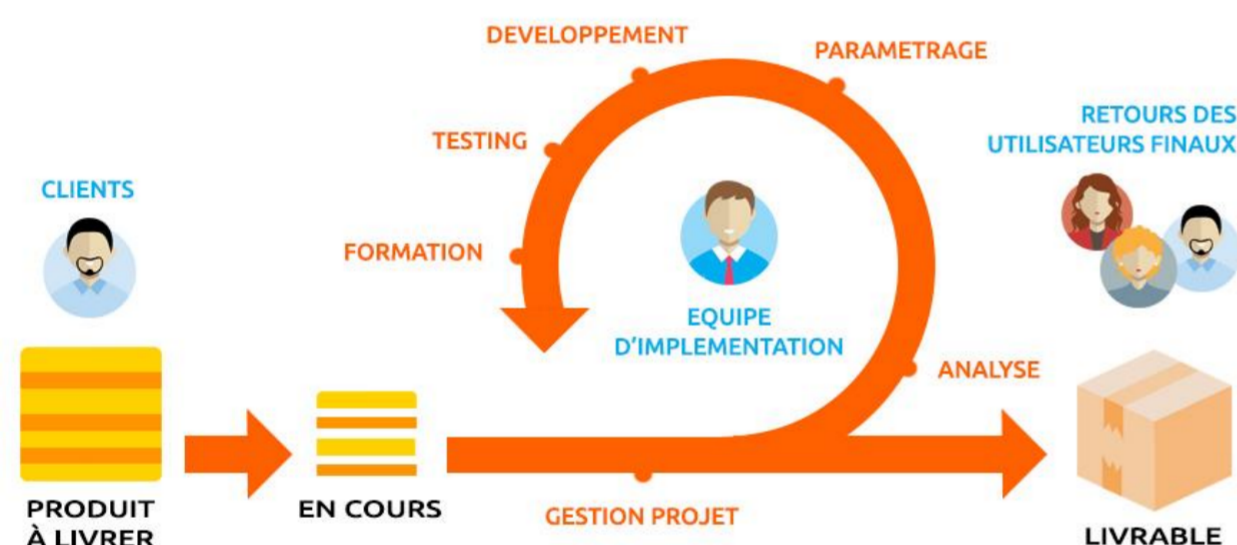 DEVELOPPEMENT
PARAMETRAGE
RETOURS DES
UTILISATEURS FINAUX
TESTING
CLIENTS
FORMATION
EQUIPE
D'IMPLEMENTATION
ANALYSE
PRODUIT
À LIVRER
EN COURS
GESTION PROJET
LIVRABLE